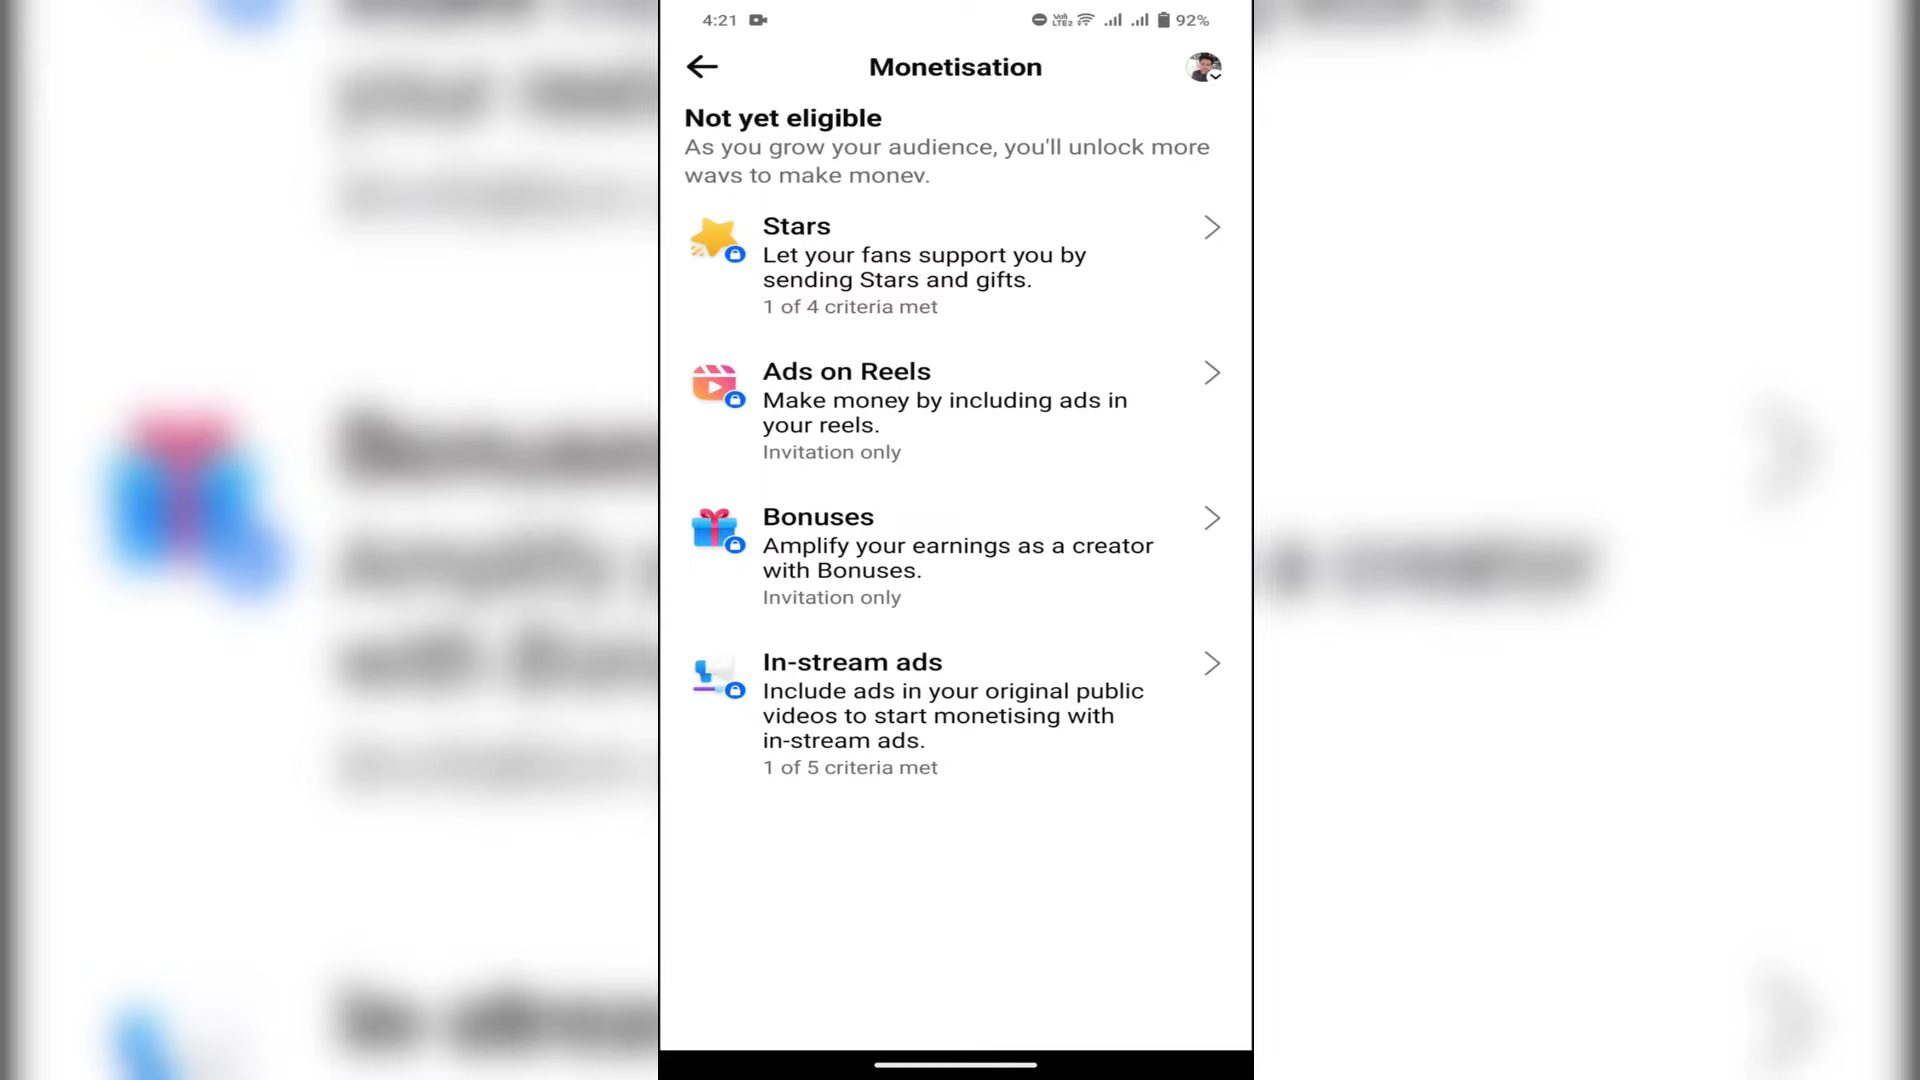 4:21
Vo) LTE2 92%
Monetisation
Not yet eligible
As you grow your audience, you'll unlock more
ways to make money.
Stars
Let your fans support you by
sending Stars and gifts.
1 of 4 criteria met
Ads on Reels
Make money by including ads in
your reels.
Invitation only
Bonuses
Amplify your earnings as a creator
with Bonuses.
Invitation only
In-stream ads
Include ads in your original public
videos to start monetising with
in-stream ads.
1 of 5 criteria met